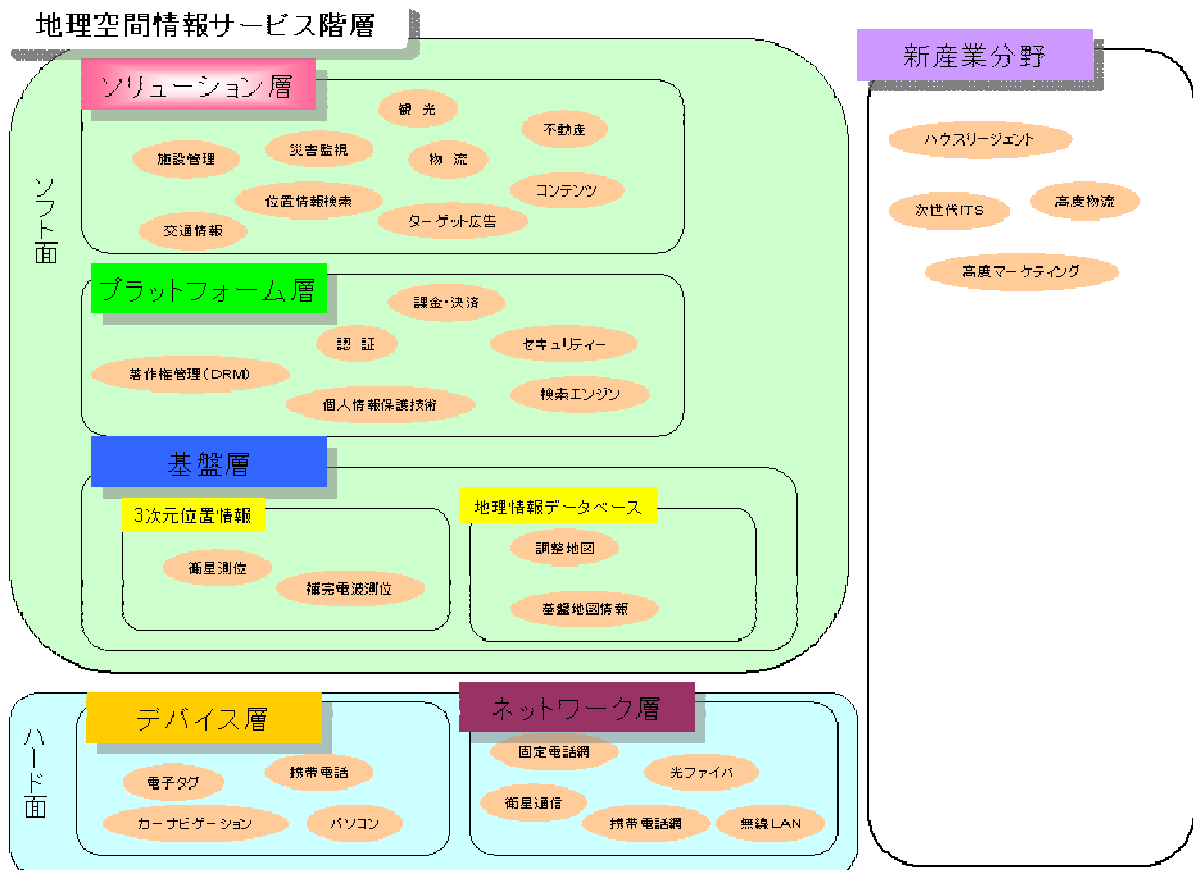 地理空間情報サービス階層
新産業分野
ソリューション層
観 光
不動産
災害監視
施設管理
物 流
コンテンツ
位置情報検索
ターゲット広告
交通情報
ソフト面
プラットフォーム層
課金・決済
認 証
セキュリティー
著作権管理(DRM)
検索エンジン
個人情報保護技術
基盤層
3次元位置情報
衛星測位
補完電波測位
地理情報データベース
調整地図
基盤地図情報
ハード面
デバイス層
携帯電話
電子タグ
カーナビゲーション
パソコン
ネットワーク層
固定電話網
光ファイバ
衛星通信
携帯電話網
無線LAN
ハウスリージェント
次世代ITS
高度物流
高度マーケティング